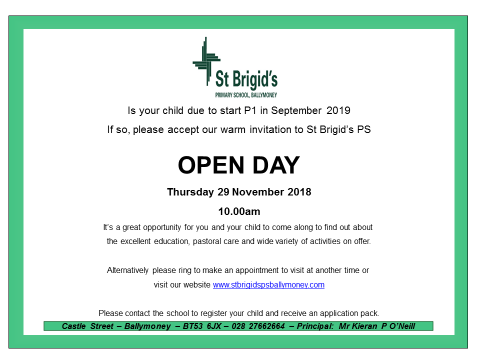 St Brigid's
PRIMARY SCHOOL, BALLYMONEY
Is your child due to start P1 in September 2019
If so, please accept our warm invitation to St Brigid's PS
OPEN DAY
Thursday 29 November 2018
10.00am
It's a great opportunity for you and your child to come along to find out about
the excellent education, pastoral care and wide variety of activities on offer.
Alternatively please ring to make an appointment to visit at another time or
visit our website www.stbrigidspsballymoney.com
Please contact the school to register your child and receive an application pack.
Castle Street – Ballymoney – BT53 6JX – 028 27662664 – Principal: Mr Kieran P O'Neill